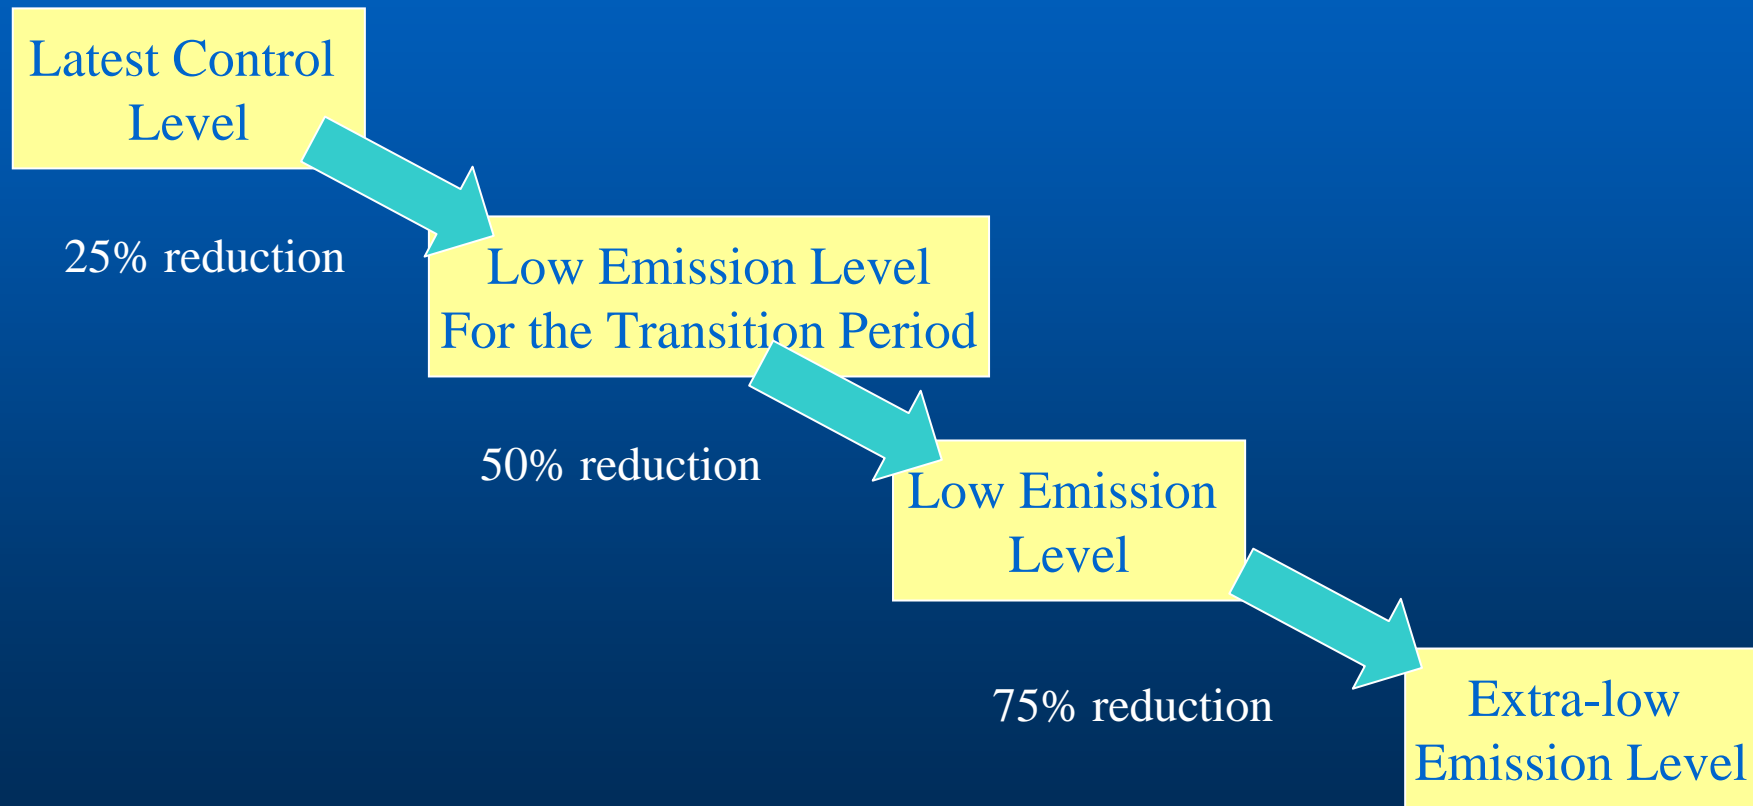 Latest Control
Level
25% reduction
Low Emission Level
For the Transition Period
50% reduction
Low Emission
Level
75% reduction
Extra-low
Emission Level